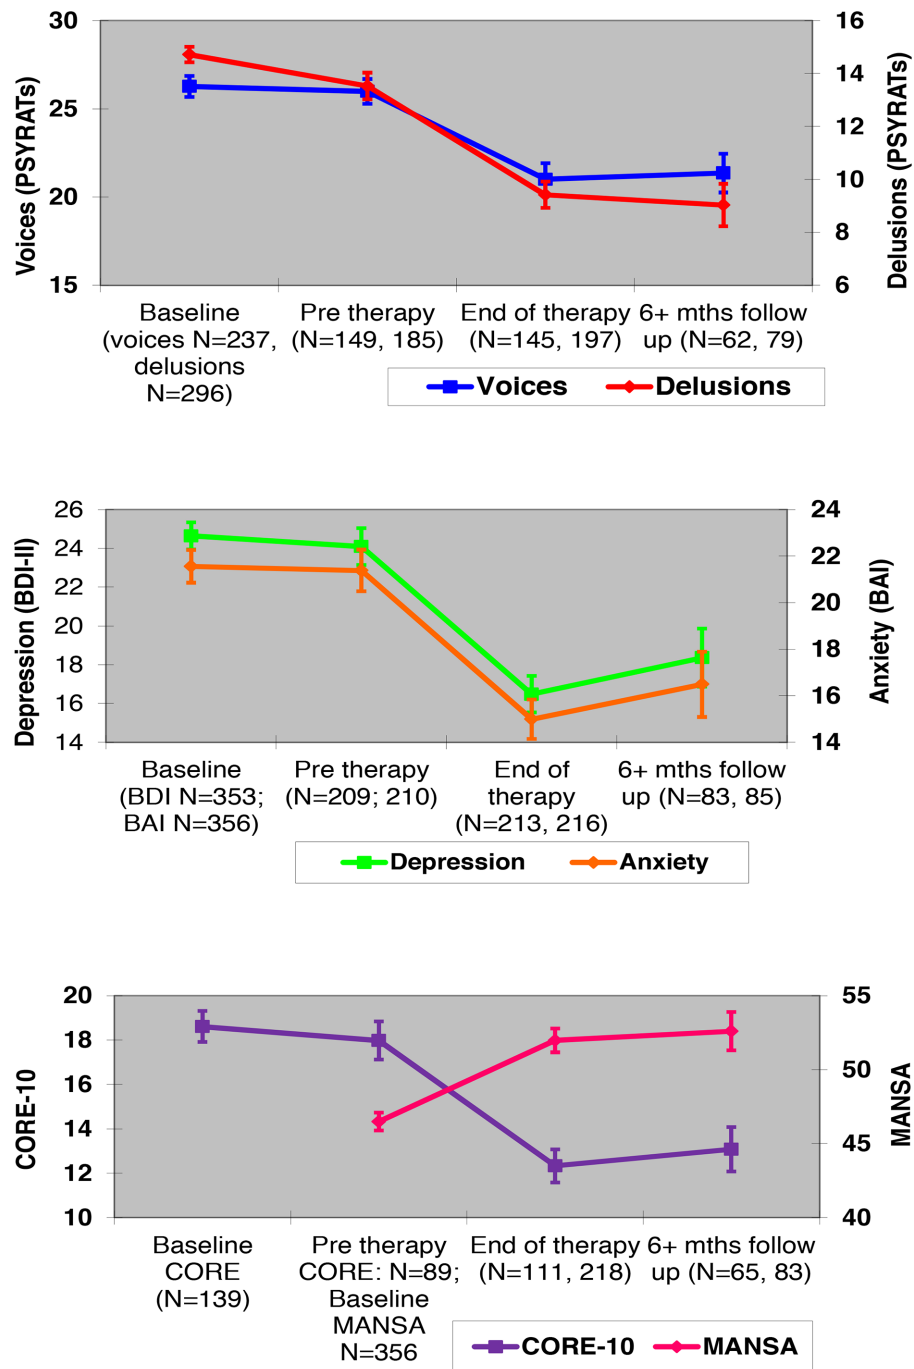 30
25
20
15
Voices (PSYRATs)
16
14
12
10
8
6
Delusions (PSYRATs)
Baseline
(voices N=237,
delusions
N=296)
Pre therapy
(N=149, 185)
End of therapy
(N=145, 197)
6+ mths follow
up (N=62, 79)
Voices
Delusions
26
24
22
20
18
16
14
Depression (BDI-II)
24
22
20
18
16
14
Anxiety (BAI)
Baseline
(BDI N=353;
BAI N=356)
Pre therapy
(N=209; 210)
End of
therapy
(N=213, 216)
6+ mths follow
up (N=83, 85)
Depression
Anxiety
20
18
16
14
12
10
CORE-10
55
50
45
40
MANSA
Baseline
CORE
(N=139)
Pre therapy
CORE: N=89;
Baseline
MANSA
N=356
End of therapy
(N=111, 218)
6+ mths follow
up (N=65, 83)
CORE-10
MANSA